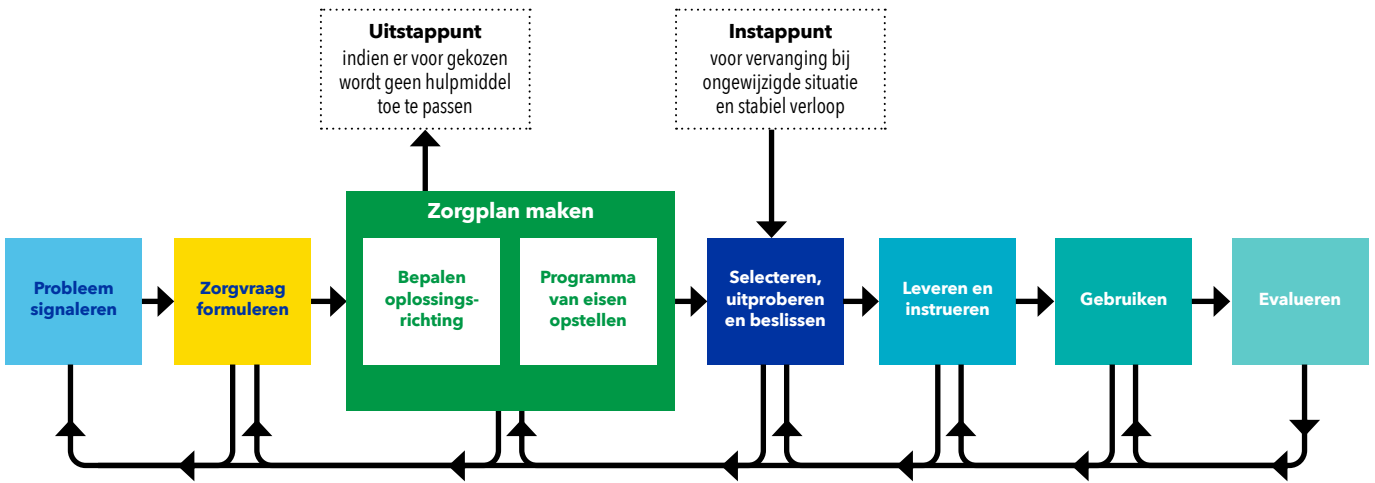 Uitstappunt
indien er voor gekozen
wordt geen hulpmiddel
toe te passen
Instappunt
voor vervanging bij
ongewijzigde situatie
en stabiel verloop
Probleem
signaleren
Zorgvraag
formuleren
Zorgplan maken
Bepalen
oplossings-
richting
Programma
van eisen
opstellen
Selecteren,
uitproberen
en beslissen
Leveren en
instrueren
Gebruiken
Evalueren